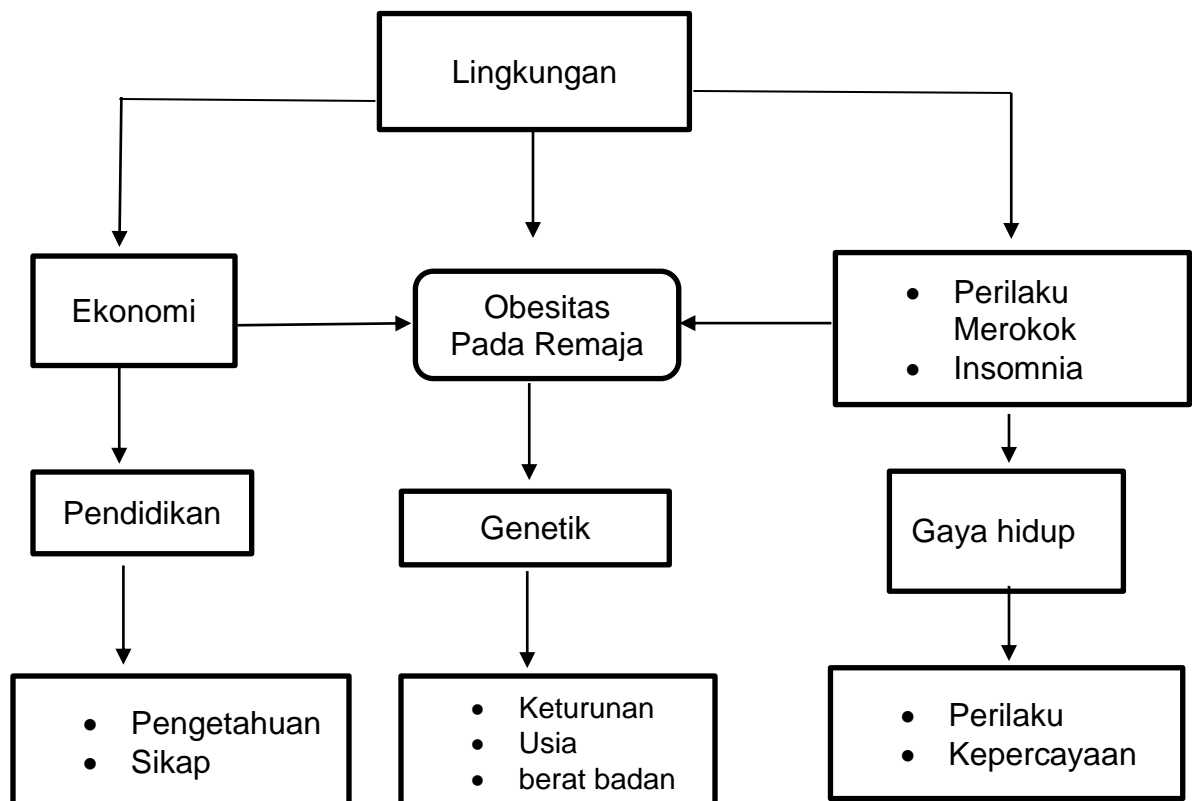 Lingkungan
Ekonomi
Obesitas
Pada Remaja
• Perilaku
Merokok
• Insomnia
Pendidikan
Genetik
Gaya hidup
• Pengetahuan
• Sikap
• Keturunan
• Usia
• berat badan
• Perilaku
• Kepercayaan